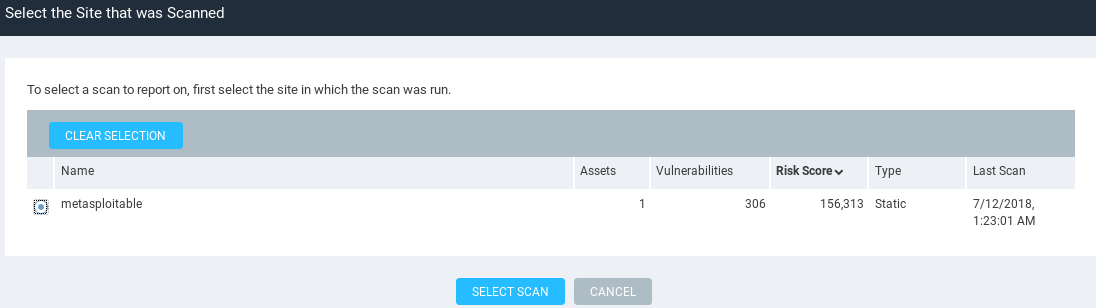 Select the Site that was Scanned
To select a scan to report on, first select the site in which the scan was run.
CLEAR SELECTION
Name Assets Vulnerabilities Risk Score Type Last Scan
metasploitable 1 306 156,313 Static 7/12/2018,
1:23:01 AM
SELECT SCAN CANCEL